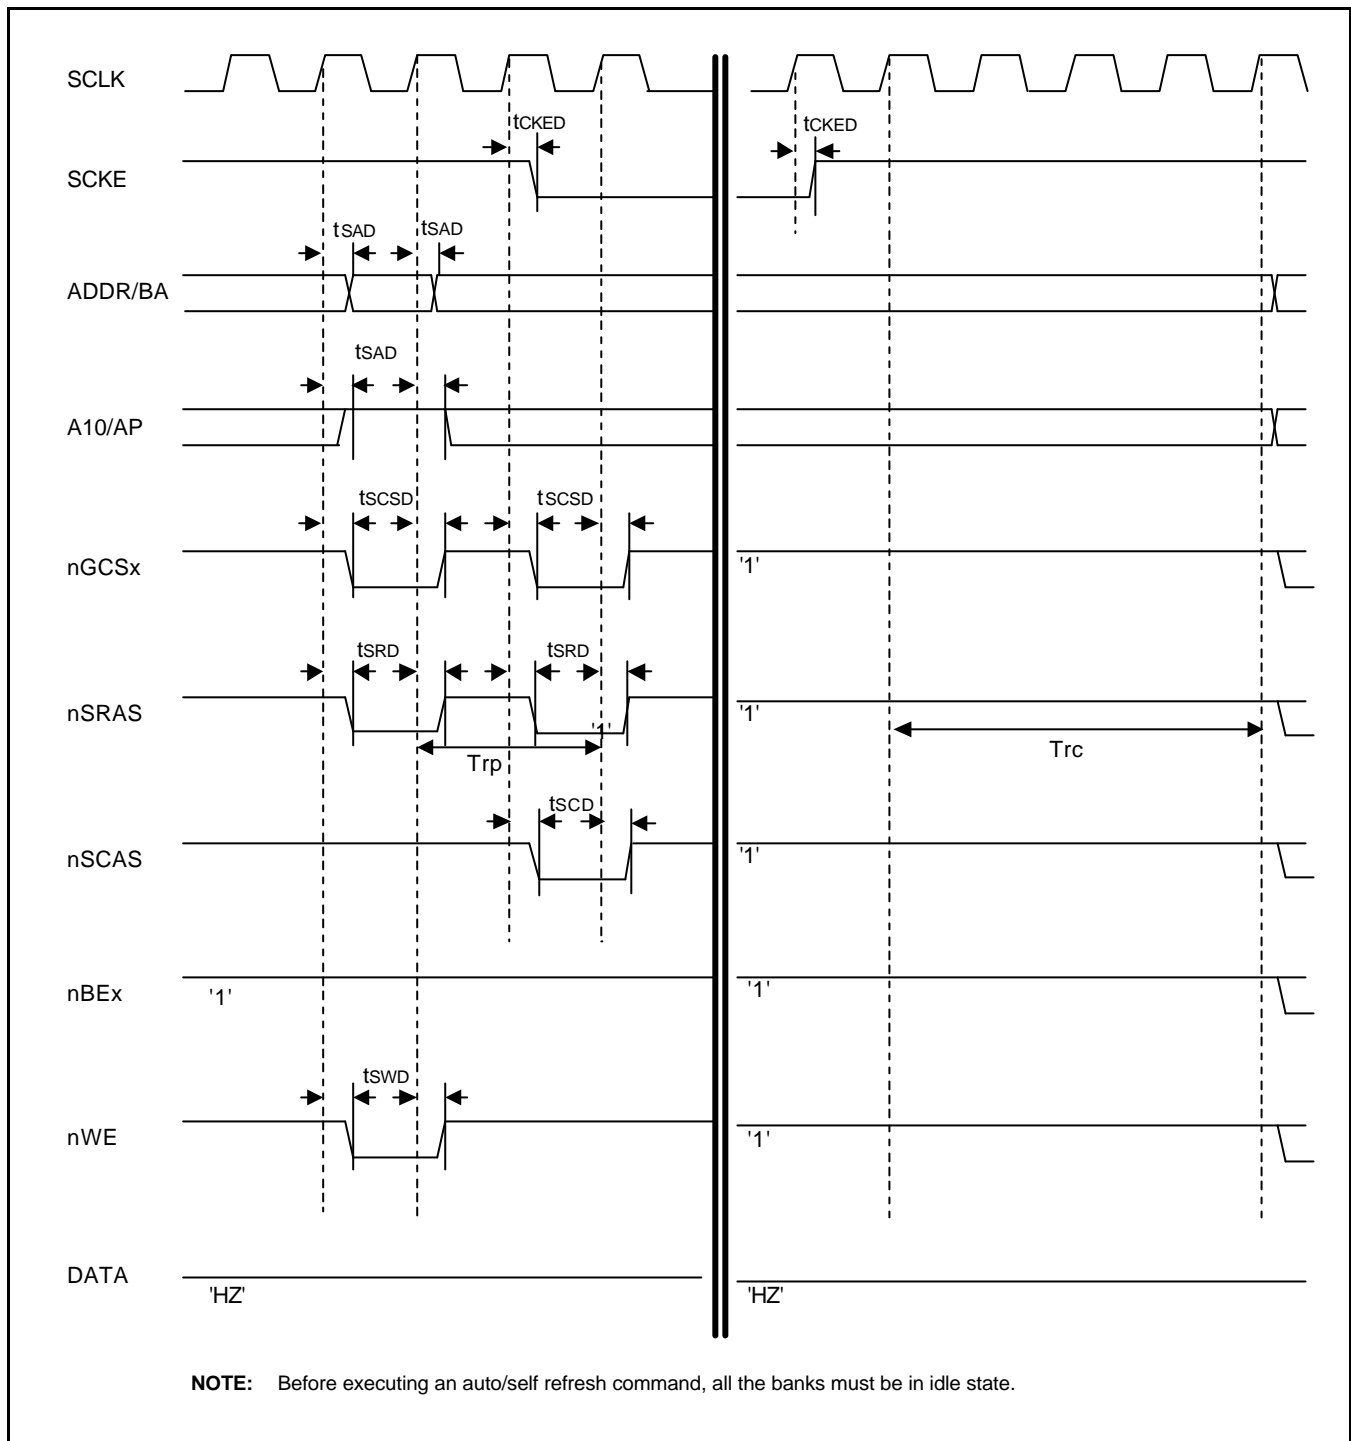 SCLK
tCKED tCKED
SCKE
tSAD tSAD
ADDR/BA
tSAD
A10/AP
tSCSD tSCSD
nGCSx '1'
tSRD tSRD
nSRAS '1' '1'
Trp Trc
tSCD
nSCAS '1'
nBEx '1' '1'
tSWD
nWE '1'
DATA
'HZ' 'HZ'
NOTE: Before executing an auto/self refresh command, all the banks must be in idle state.